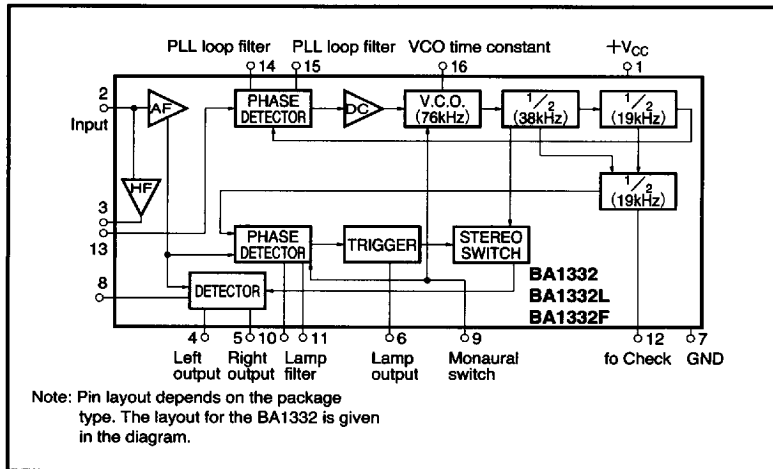 PLL loop filter PLL loop filter VCO time constant +VCC
14 15 16 1
2
Input
AF
PHASE
DETECTOR
DC
V.C.O.
(76kHz)
1/2
(38kHz)
1/2
(19kHz)
HF
1/2
(19kHz)
3
13
PHASE
DETECTOR
TRIGGER
STEREO
SWITCH
8
DETECTOR
BA1332
BA1332L
BA1332F
4 5 10 11 6 9 12 7
Left
output
Right
output
Lamp
filter
Lamp
output
Monaural
switch
fo Check
GND
Note: Pin layout depends on the package
type. The layout for the BA1332 is given
in the diagram.